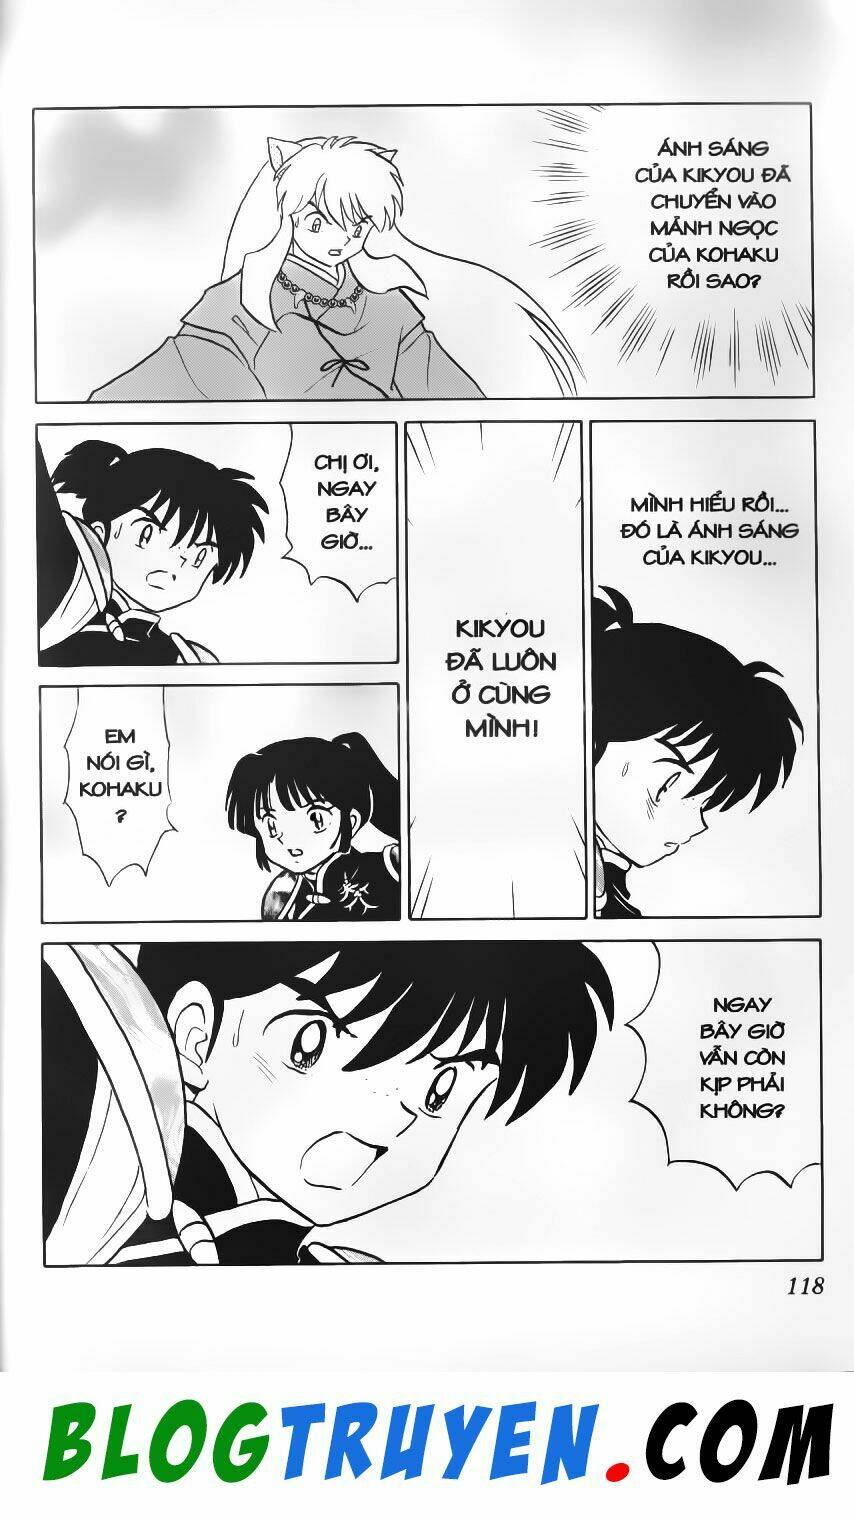 ÁNH SÁNG
CỦA KIKYOU ĐÃ
CHUYỂN VÀO
MẢNH NGỌC
CỦA KOHAKU
RỒI SAO?
MÌNH HIỂU RỒI...
ĐÓ LÀ ÁNH SÁNG
CỦA KIKYOU...
KIKYOU
ĐÃ LUÔN
Ở CÙNG
MÌNH!
CHỊ ƠI,
NGAY
BÂY
GIỜ...
EM
NÓI GÌ,
KOHAKU
?
NGAY
BÂY GIỜ
VẪN CÒN
KỊP PHẢI
KHÔNG?
118
BLOGTRUYEN.COM